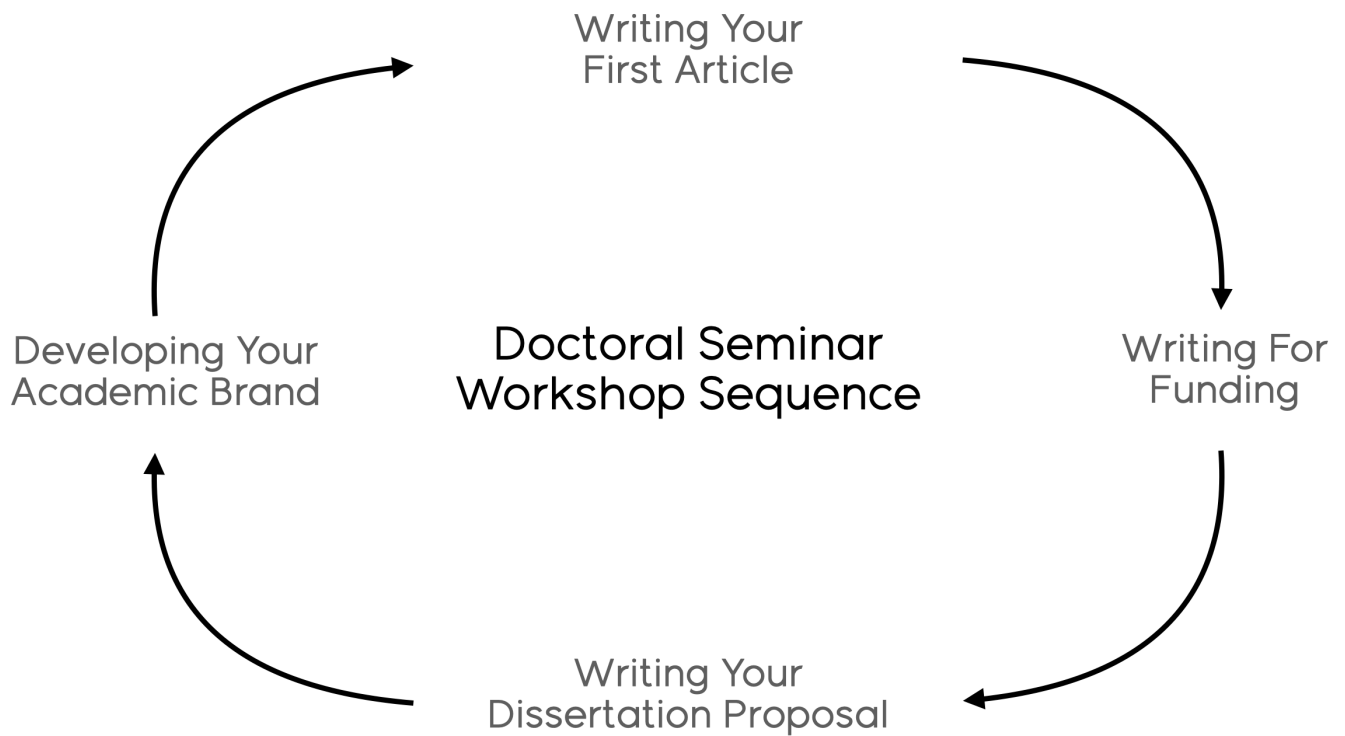 Writing Your
First Article
Developing Your
Academic Brand
Doctoral Seminar
Workshop Sequence
Writing For
Funding
Writing Your
Dissertation Proposal